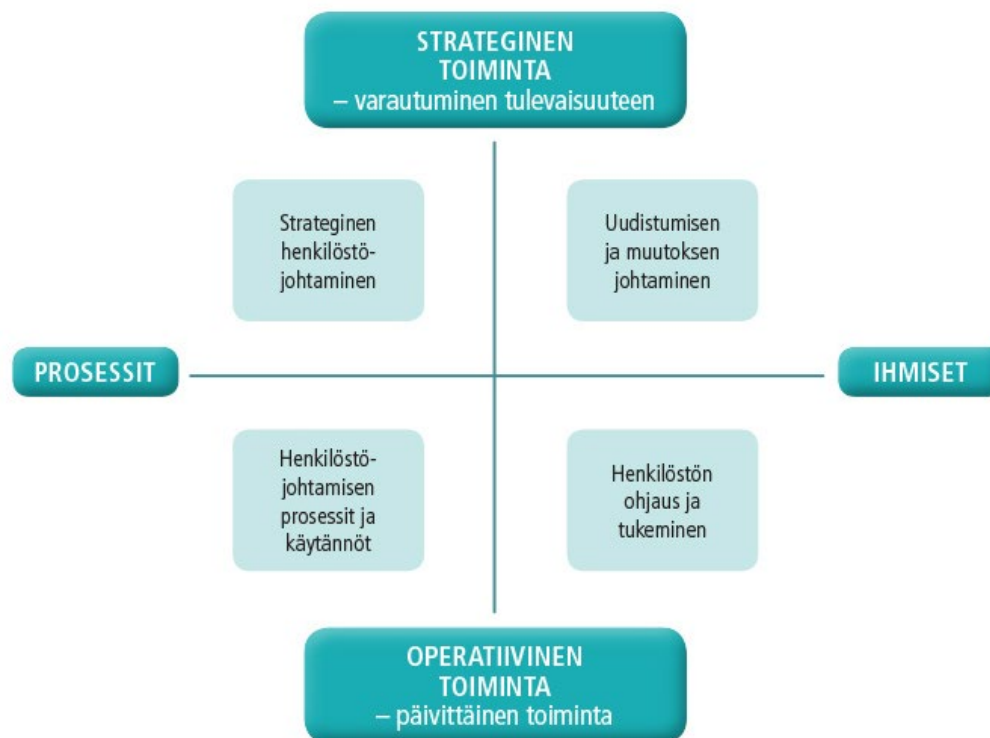 STRATEGINEN
TOIMINTA
– varautuminen tulevaisuuteen
Strateginen
henkilöstö-
johtaminen
Uudistumisen
ja muutoksen
johtaminen
PROSESSIT
IHMISET
Henkilöstö-
johtamisen
prosessit ja
käytännöt
Henkilöstön
ohjaus ja
tukeminen
OPERATIIVINEN
TOIMINTA
– päivittäinen toiminta